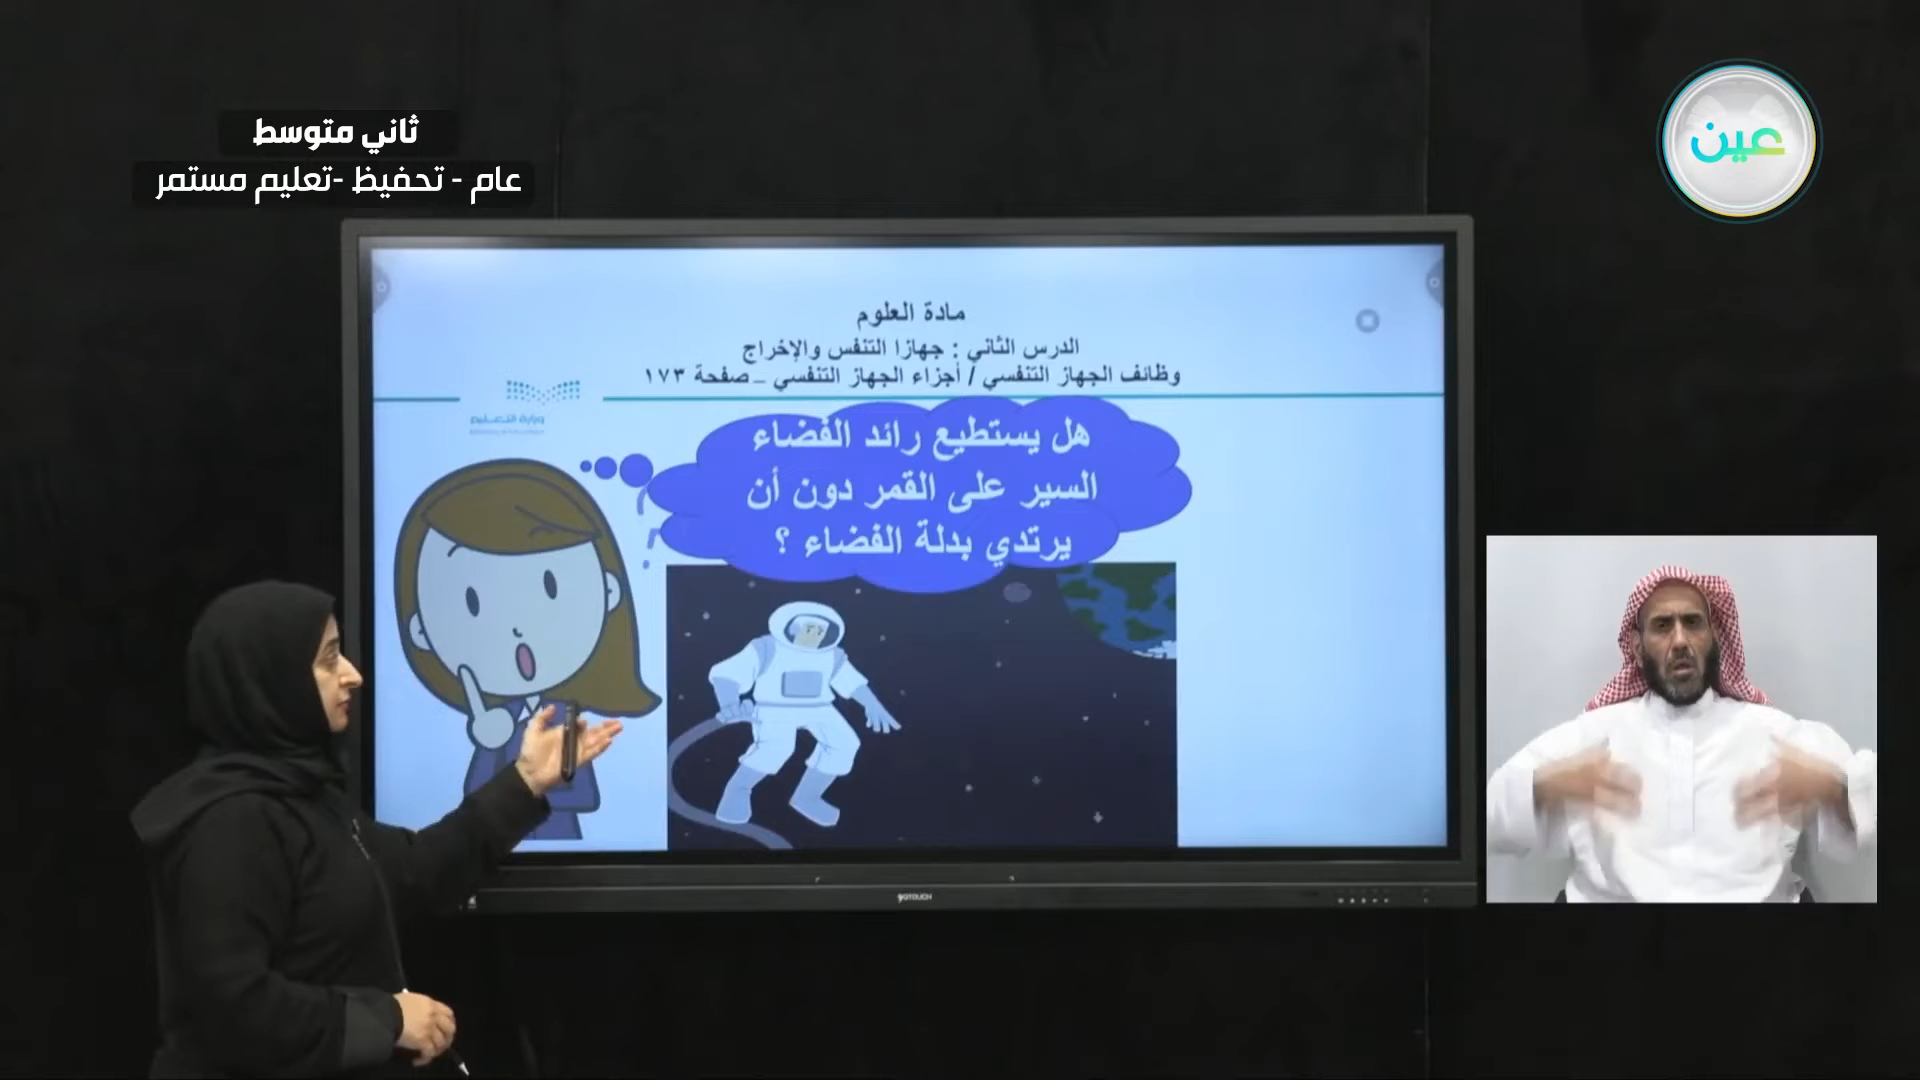 ثاني متوسط
عام - تحفيظ -تعليم مستمر
عين
مادة العلوم
الدرس الثاني : جهازا التنفس والإخراج
وظائف الجهاز التنفسي / أجزاء الجهاز التنفسي – صفحة ١٧٣
وزارة التعليم
هل يستطيع رائد الفضاء
السير على القمر دون أن
يرتدي بدلة الفضاء ؟